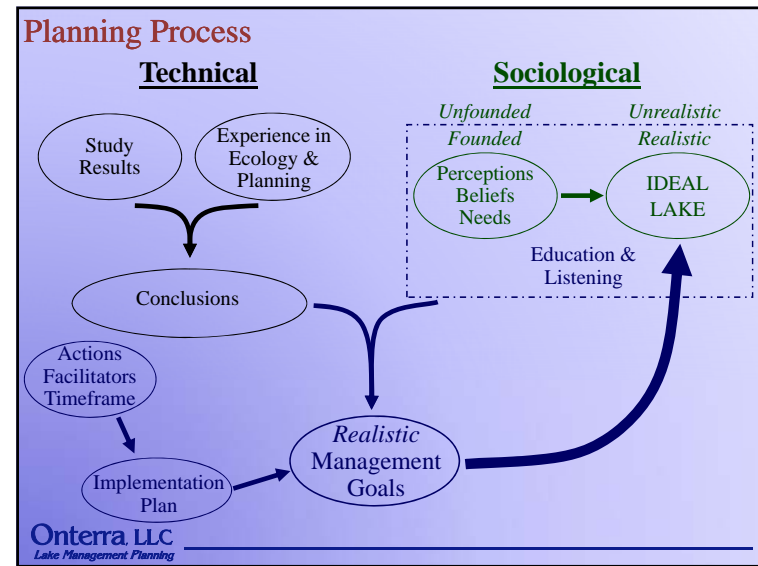 Planning Process
Technical
Study
Results
Experience in
Ecology &
Planning
Conclusions
Sociological
Unfounded
Founded
Unrealistic
Realistic
Perceptions
Beliefs
Needs
IDEAL
LAKE
Education &
Listening
Actions
Facilitators
Timeframe
Implementation
Plan
Realistic
Management
Goals
Onterra, LLC
Lake Management Planning